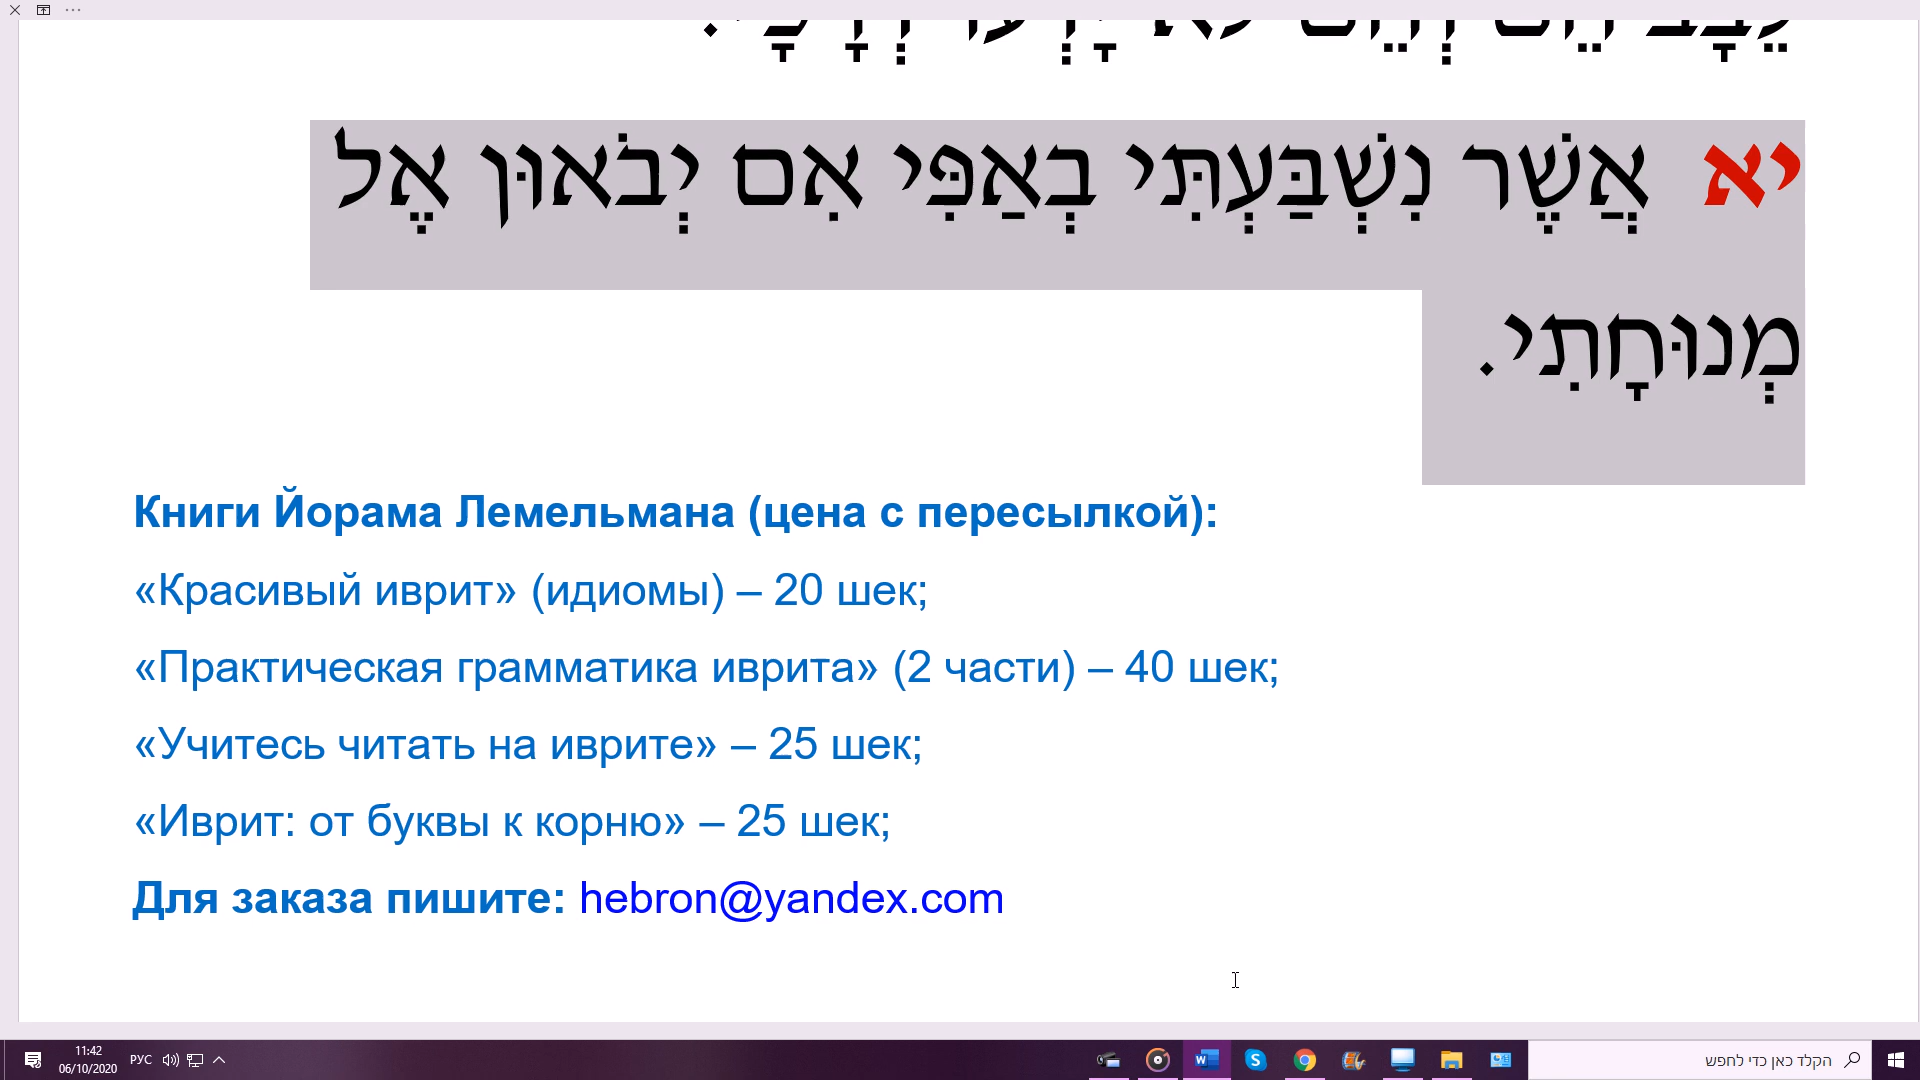 יא אֲשֶׁר נִשְׁבַּעְתִּי בְאַפִּי אִם יְבֹאוּן אֶל
מְנוּחָתִי.
Книги Йорама Лемельмана (цена с пересылкой):
«Красивый иврит» (идиомы) – 20 шек;
«Практическая грамматика иврита» (2 части) – 40 шек;
«Учитесь читать на иврите» – 25 шек;
«Иврит: от буквы к корню» – 25 шек;
Для заказа пишите: hebron@yandex.com
11:42
06/10/2020
РУС
הקלד כאן כדי לחפש